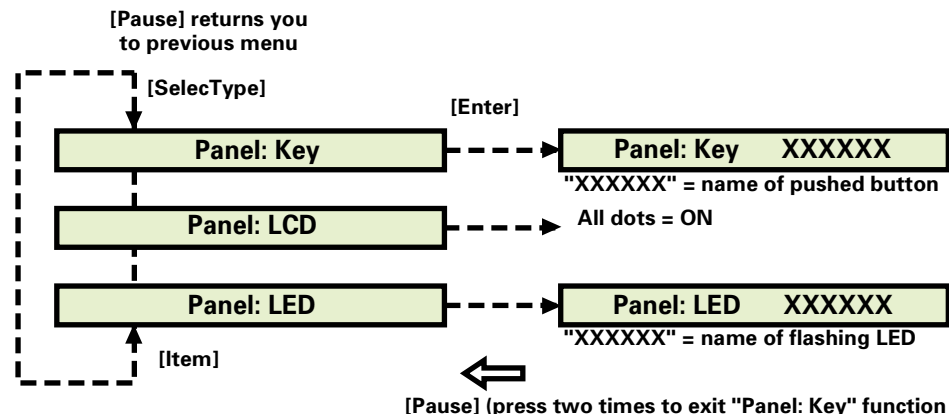 [Pause] returns you
to previous menu
[SelecType]
[Enter]
Panel: Key
Panel: Key XXXXXX
"XXXXXX" = name of pushed button
Panel: LCD
All dots = ON
Panel: LED
Panel: LED XXXXXX
"XXXXXX" = name of flashing LED
[Item]
[Pause] (press two times to exit "Panel: Key" function